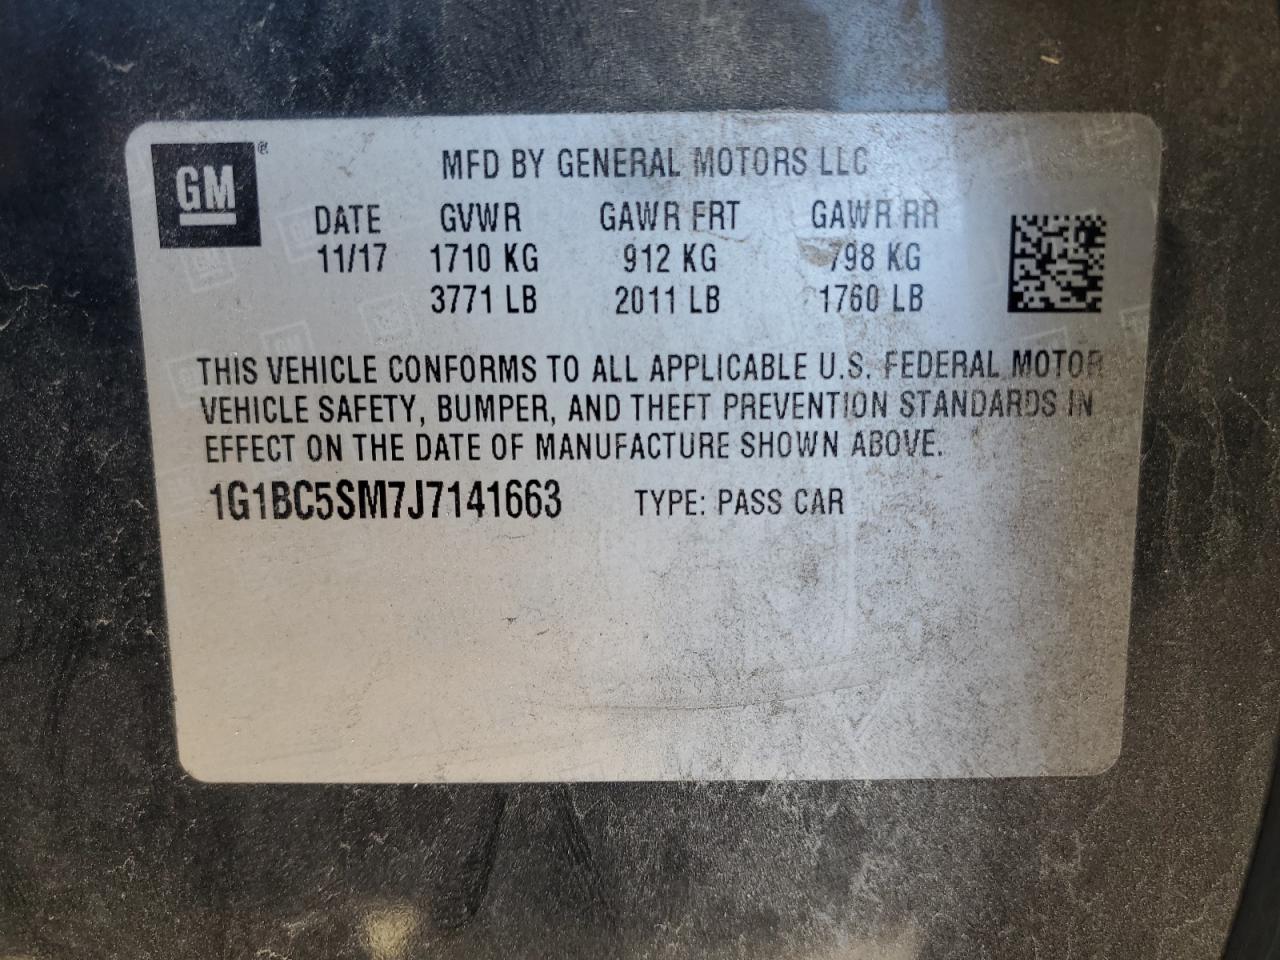 GM®
MFD BY GENERAL MOTORS LLC
DATE GVWR GAWR FRT GAWR RR
11/17 1710 KG 912 KG 798 KG
3771 LB 2011 LB 1760 LB
THIS VEHICLE CONFORMS TO ALL APPLICABLE U.S. FEDERAL MOTOR
VEHICLE SAFETY, BUMPER, AND THEFT PREVENTION STANDARDS IN
EFFECT ON THE DATE OF MANUFACTURE SHOWN ABOVE.
1G1BC5SM7J7141663 TYPE: PASS CAR